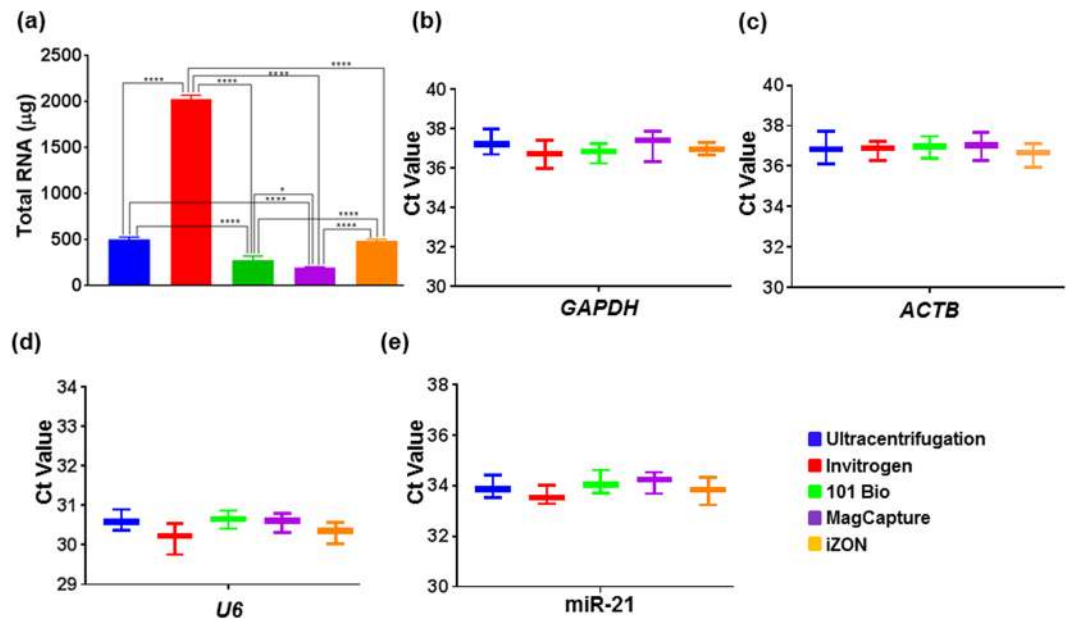 (a)
Total RNA (µg)
2500
2000
1500
1000
500
0
****
****
****
****
*
****
****
****
****
(b)
Ct Value
40
38
36
34
32
30
GAPDH
(c)
Ct Value
40
38
36
34
32
30
ACTB
(d)
Ct Value
34
33
32
31
30
29
U6
(e)
Ct Value
38
36
34
32
30
miR-21
Ultracentrifugation
Invitrogen
101 Bio
MagCapture
iZON